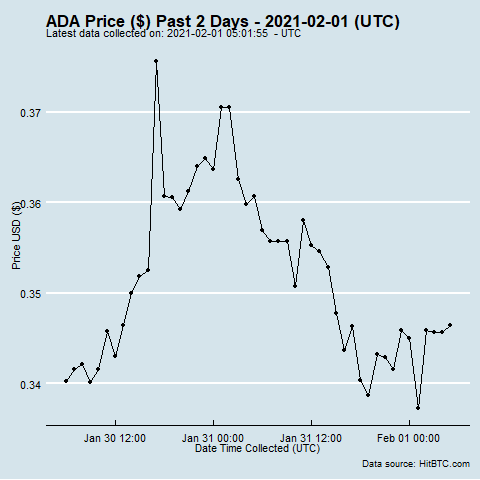 ADA Price ($) Past 2 Days - 2021-02-01 (UTC)
Latest data collected on: 2021-02-01 05:01:55 - UTC
Price USD ($)
0.37
0.36
0.35
0.34
Jan 30 12:00
Jan 31 00:00
Jan 31 12:00
Feb 01 00:00
Date Time Collected (UTC)
Data source: HitBTC.com